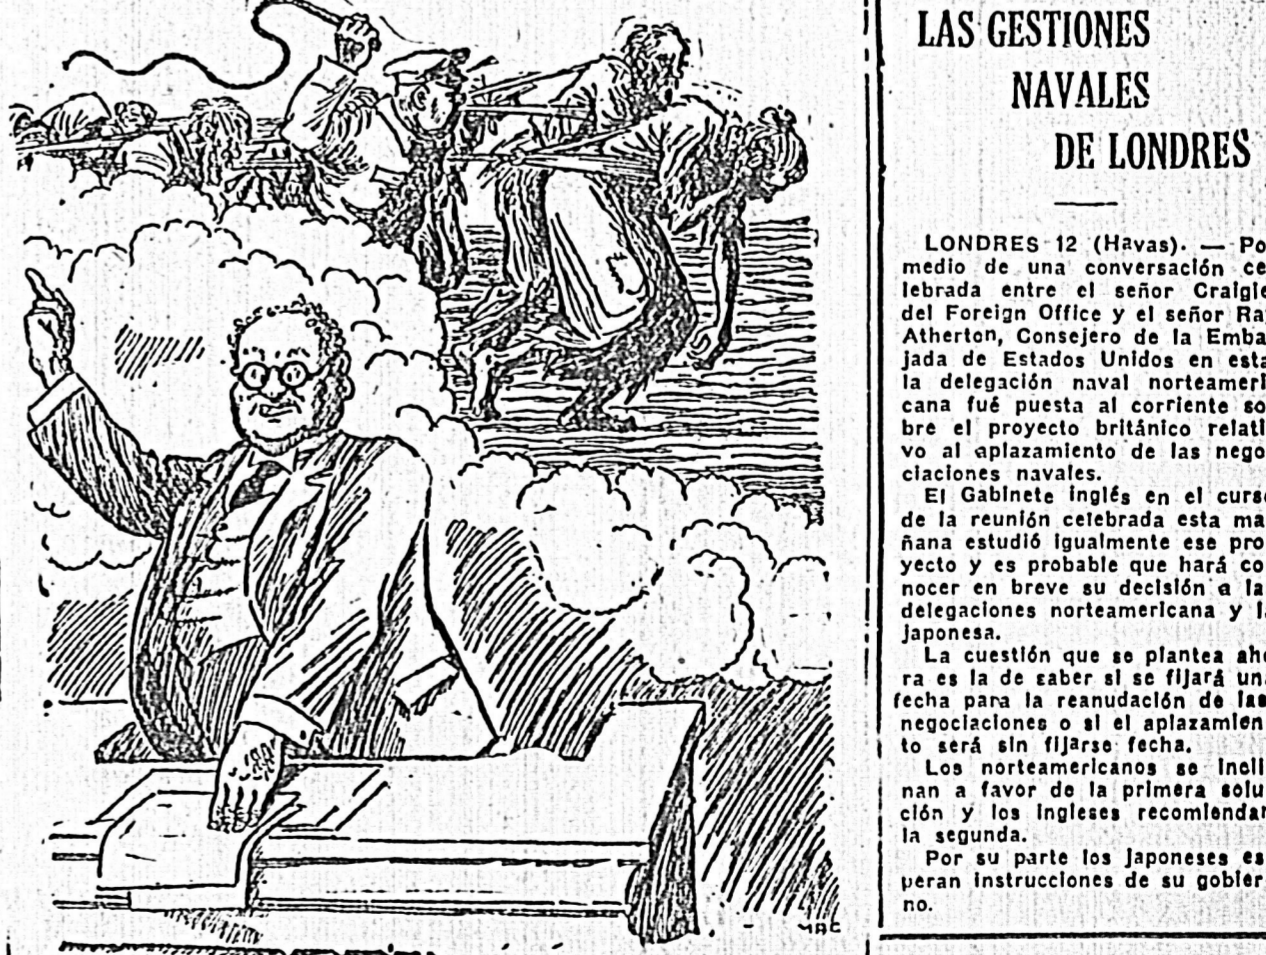 LAS GESTIONES
NAVALES
DE LONDRES
LONDRES 12 (Havas). — Po
medio de una conversación ce
lebrada entre el señor Craigie
del Foreign Office y el señor Ray
Atherton, Consejero de la Emba
jada de Estados Unidos en esta
la delegación naval norteameri
cana fué puesta al corriente so
bre el proyecto británico relati
vo al aplazamiento de las nego
ciaciones navales.
El Gabinete inglés en el curso
de la reunión celebrada esta ma
ñana estudió igualmente ese pro
yecto y es probable que hará co
nocer en breve su decisión a la
delegaciones norteamericana y la
japonesa.
La cuestión que se plantea aho
ra es la de saber si se fijará una
fecha para la reanudación de las
negociaciones o si el aplazamien
to será sin fijarse fecha.
Los norteamericanos se incli
nan a favor de la primera solu
ción y los ingleses recomiendan
la segunda.
Por su parte los japoneses es
peran instrucciones de su gobier
no.
MAC